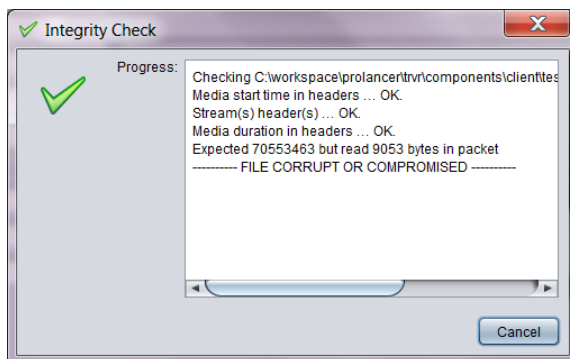 Integrity Check
Progress:
Checking C:\workspace\prolancer\trvr\components\client\tes
Media start time in headers ... OK.
Stream(s) header(s) ... OK.
Media duration in headers ... OK.
Expected 70553463 but read 9053 bytes in packet
---------- FILE CORRUPT OR COMPROMISED ----------
Cancel